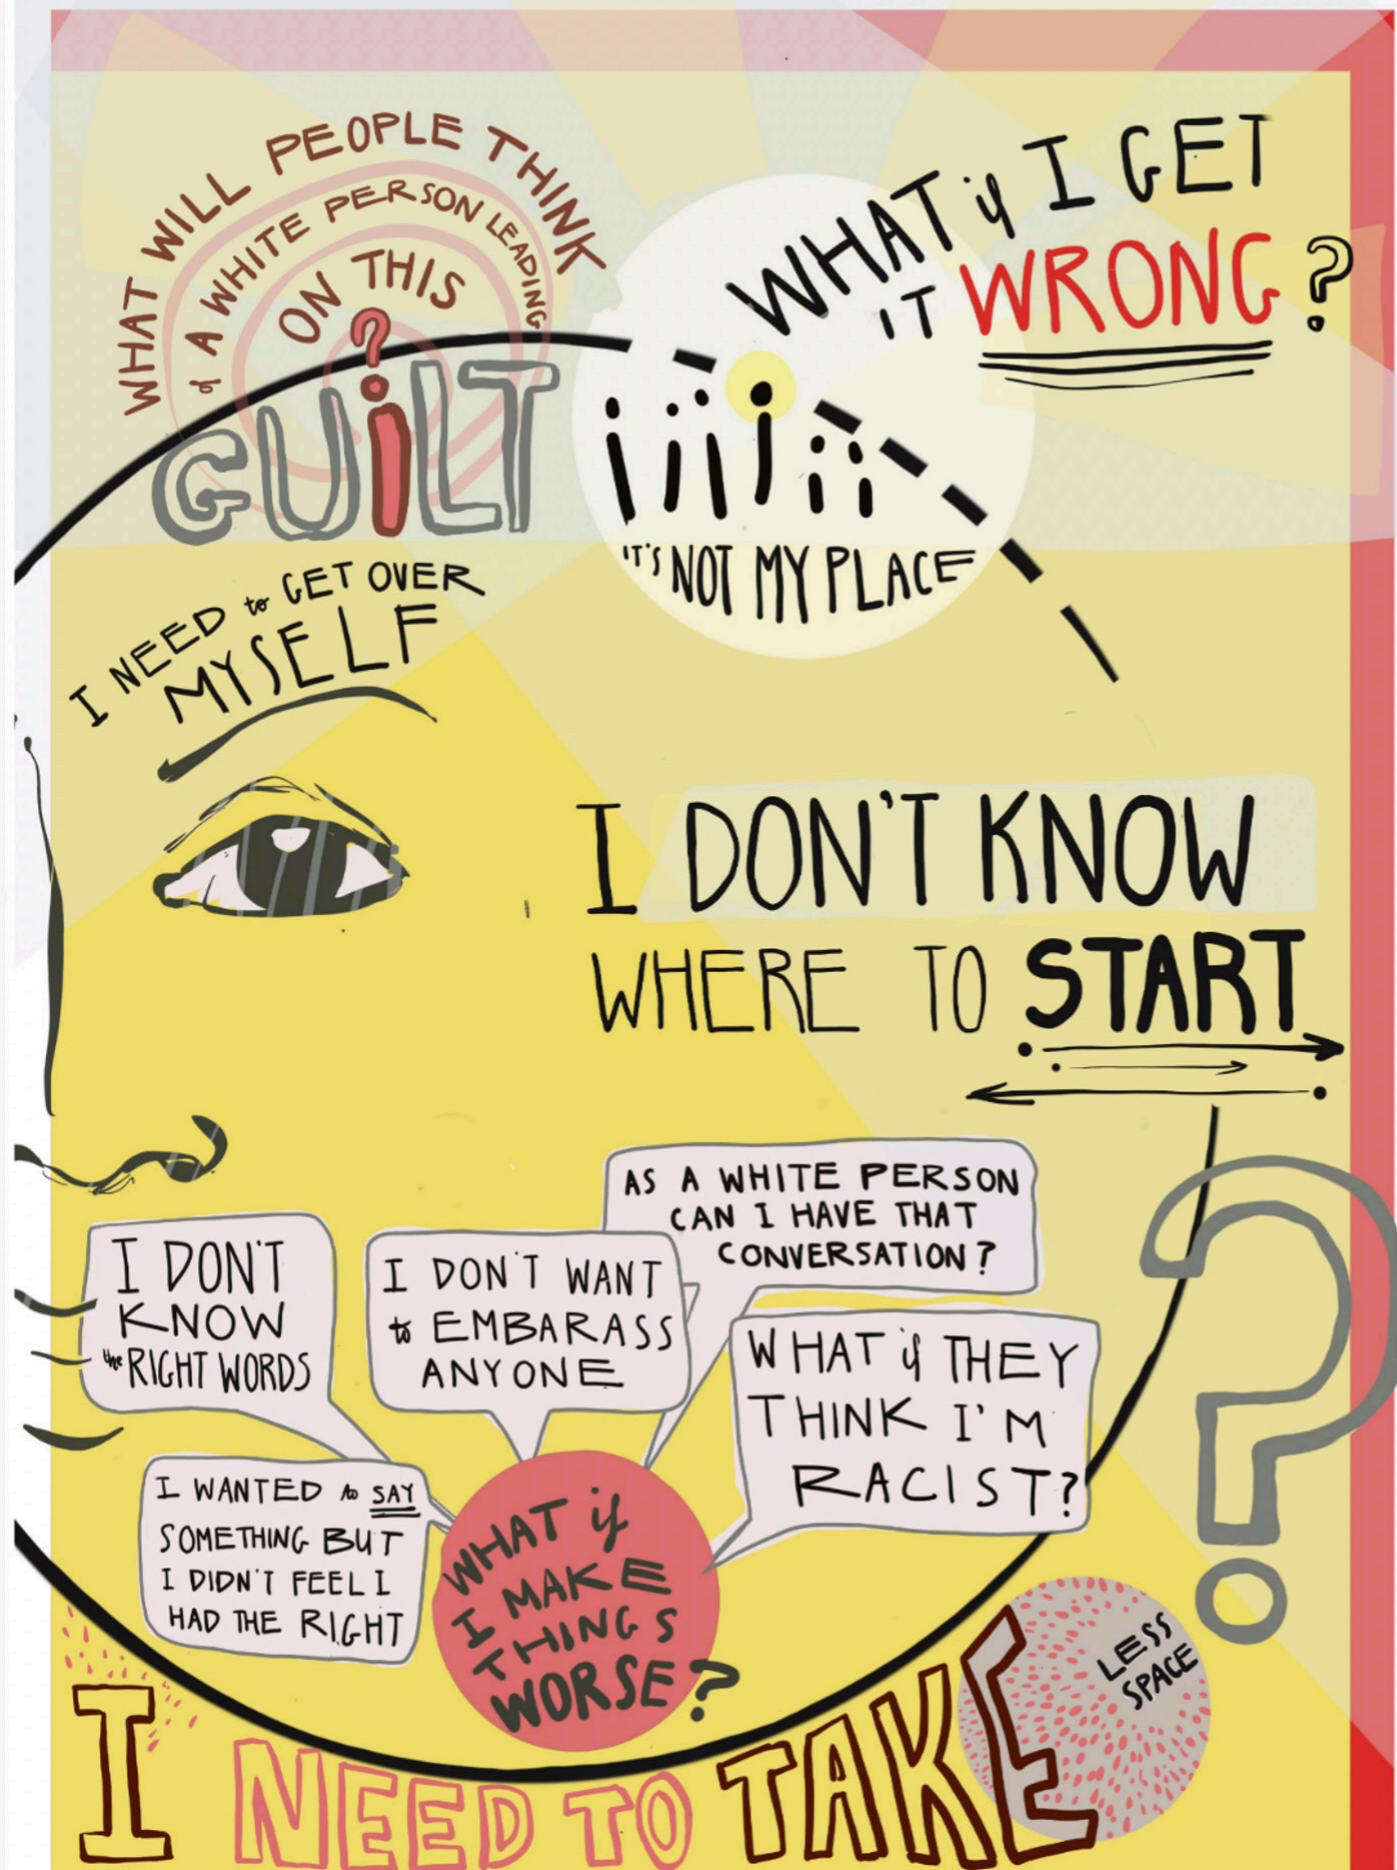 WHAT WILL PEOPLE THINK
of A WHITE PERSON LEADING
ON THIS
?
GUiLT
WHAT if I GET
IT WRONG?
IT'S NOT MY PLACE
I NEED to GET OVER
MYSELF
I DON'T KNOW
WHERE TO START
?
AS A WHITE PERSON
CAN I HAVE THAT
CONVERSATION?
I DON'T
KNOW
the RIGHT WORDS
I DON'T WANT
to EMBARASS
ANYONE
WHAT if THEY
THINK I'M
RACIST?
I WANTED to SAY
SOMETHING BUT
I DIDN'T FEEL I
HAD THE RIGHT
WHAT if
I MAKE
THINGS
WORSE?
I NEED TO TAKE
LESS
SPACE